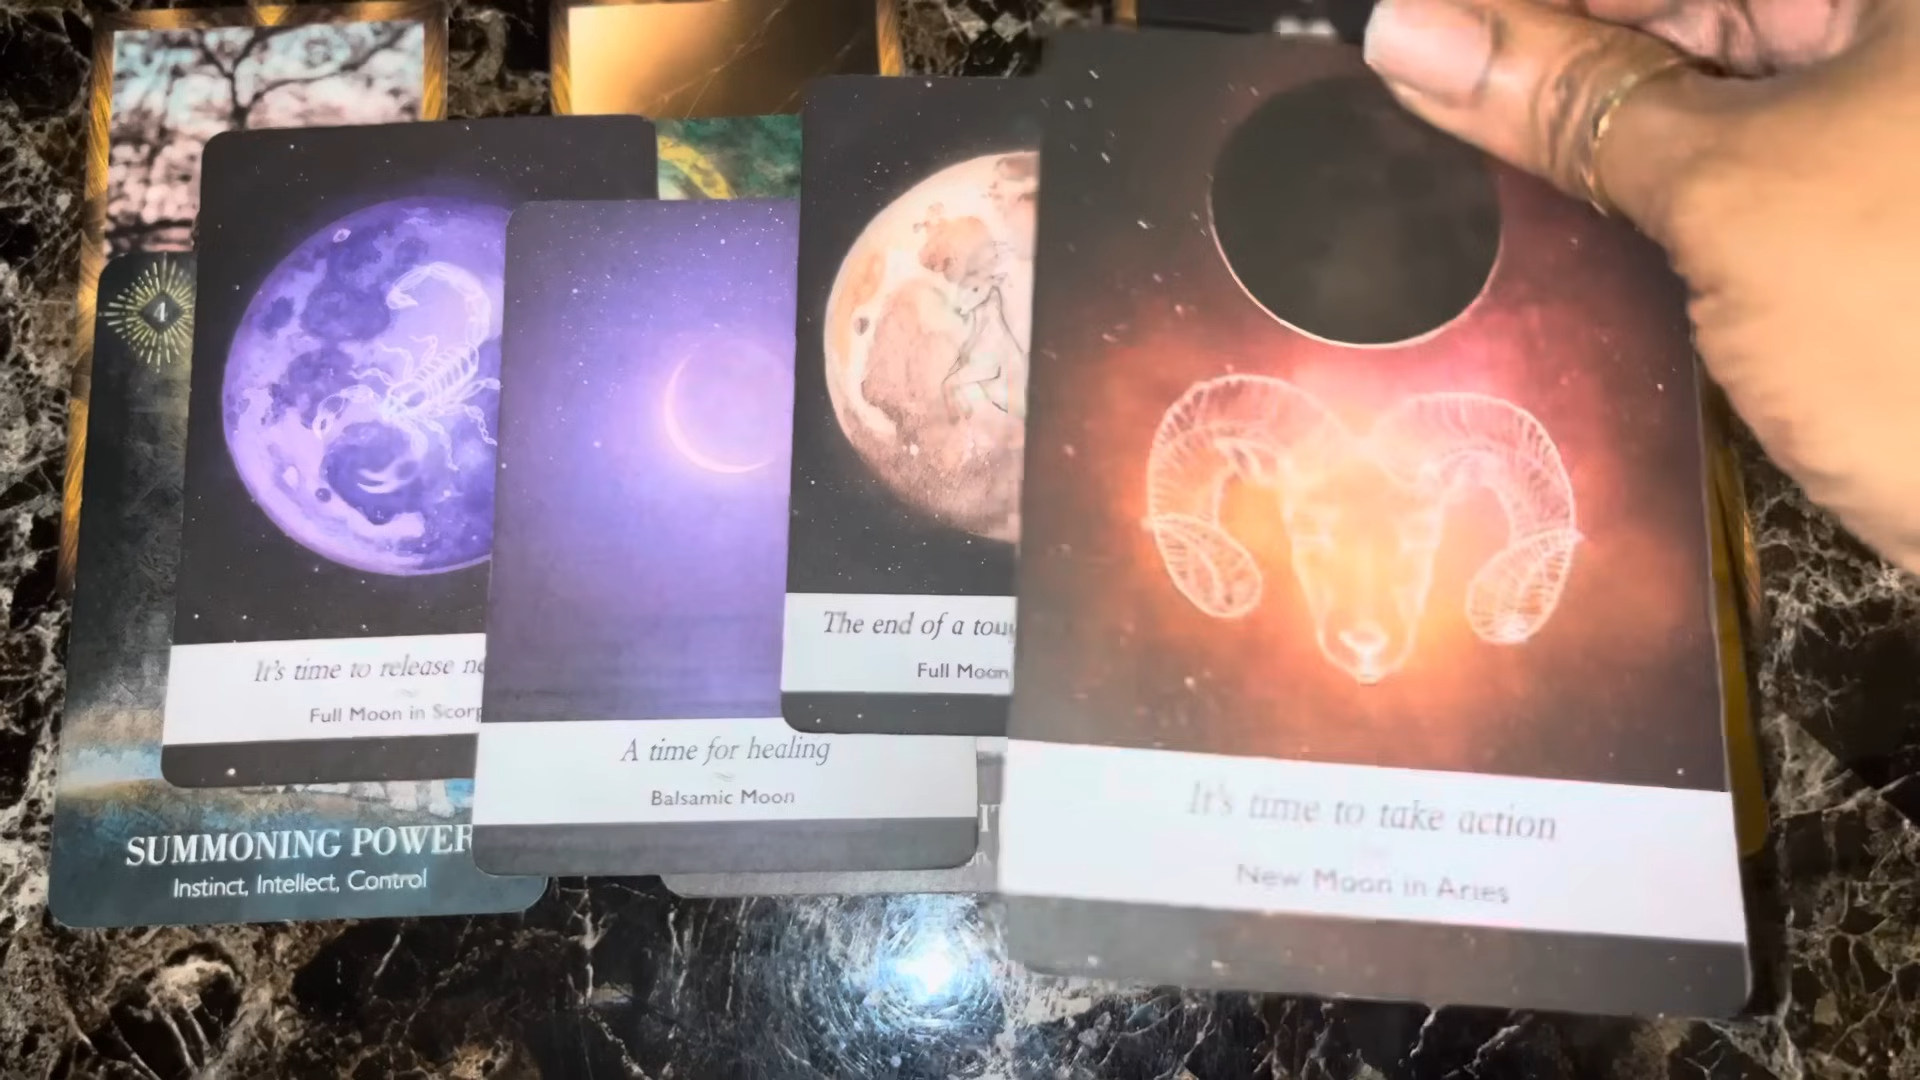 4
It's time to release
Full Moon in
SUMMONING POWER
Instinct, Intellect, Control
A time for healing
Balsamic Moon
The end of a
Full Moon
It's time to take action
New Moon in Aries